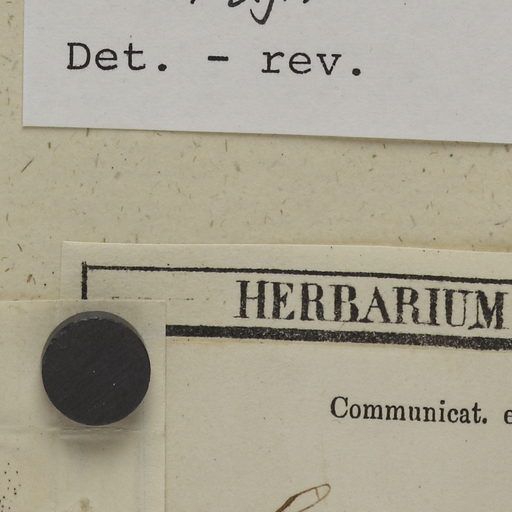 Det. - rev.
HERBARIUM
Communicat.